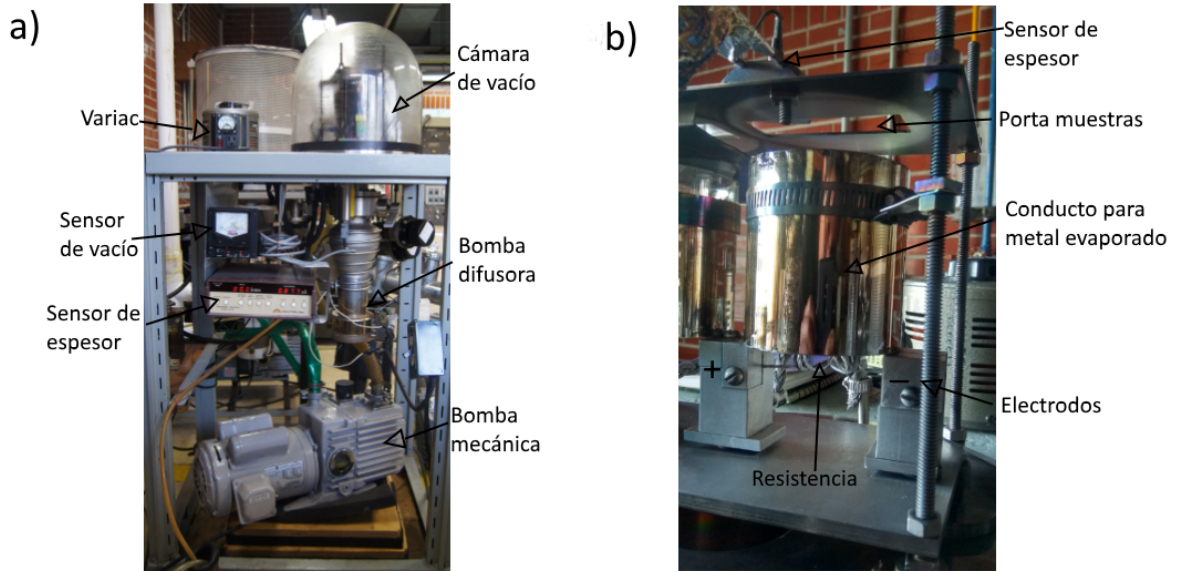 a)
Variac
Cámara
de vacío
Sensor
de vacío
Bomba
difusora
Sensor de
espesor
Bomba
mecánica
b)
Sensor de
espesor
Porta muestras
Conducto para
metal evaporado
+
−
Electrodos
Resistencia